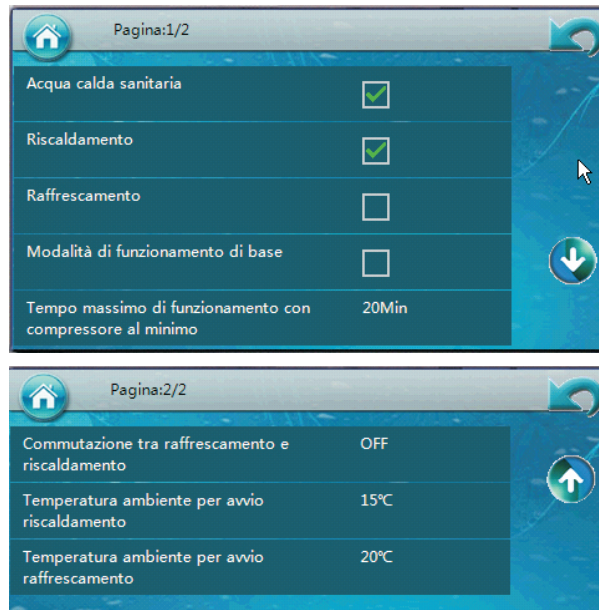 Pagina:1/2
Acqua calda sanitaria
Riscaldamento
Raffrescamento
Modalità di funzionamento di base
Tempo massimo di funzionamento con 20Min
compressore al minimo
Pagina:2/2
Commutazione tra raffrescamento e OFF
riscaldamento
Temperatura ambiente per avvio 15℃
riscaldamento
Temperatura ambiente per avvio 20℃
raffrescamento